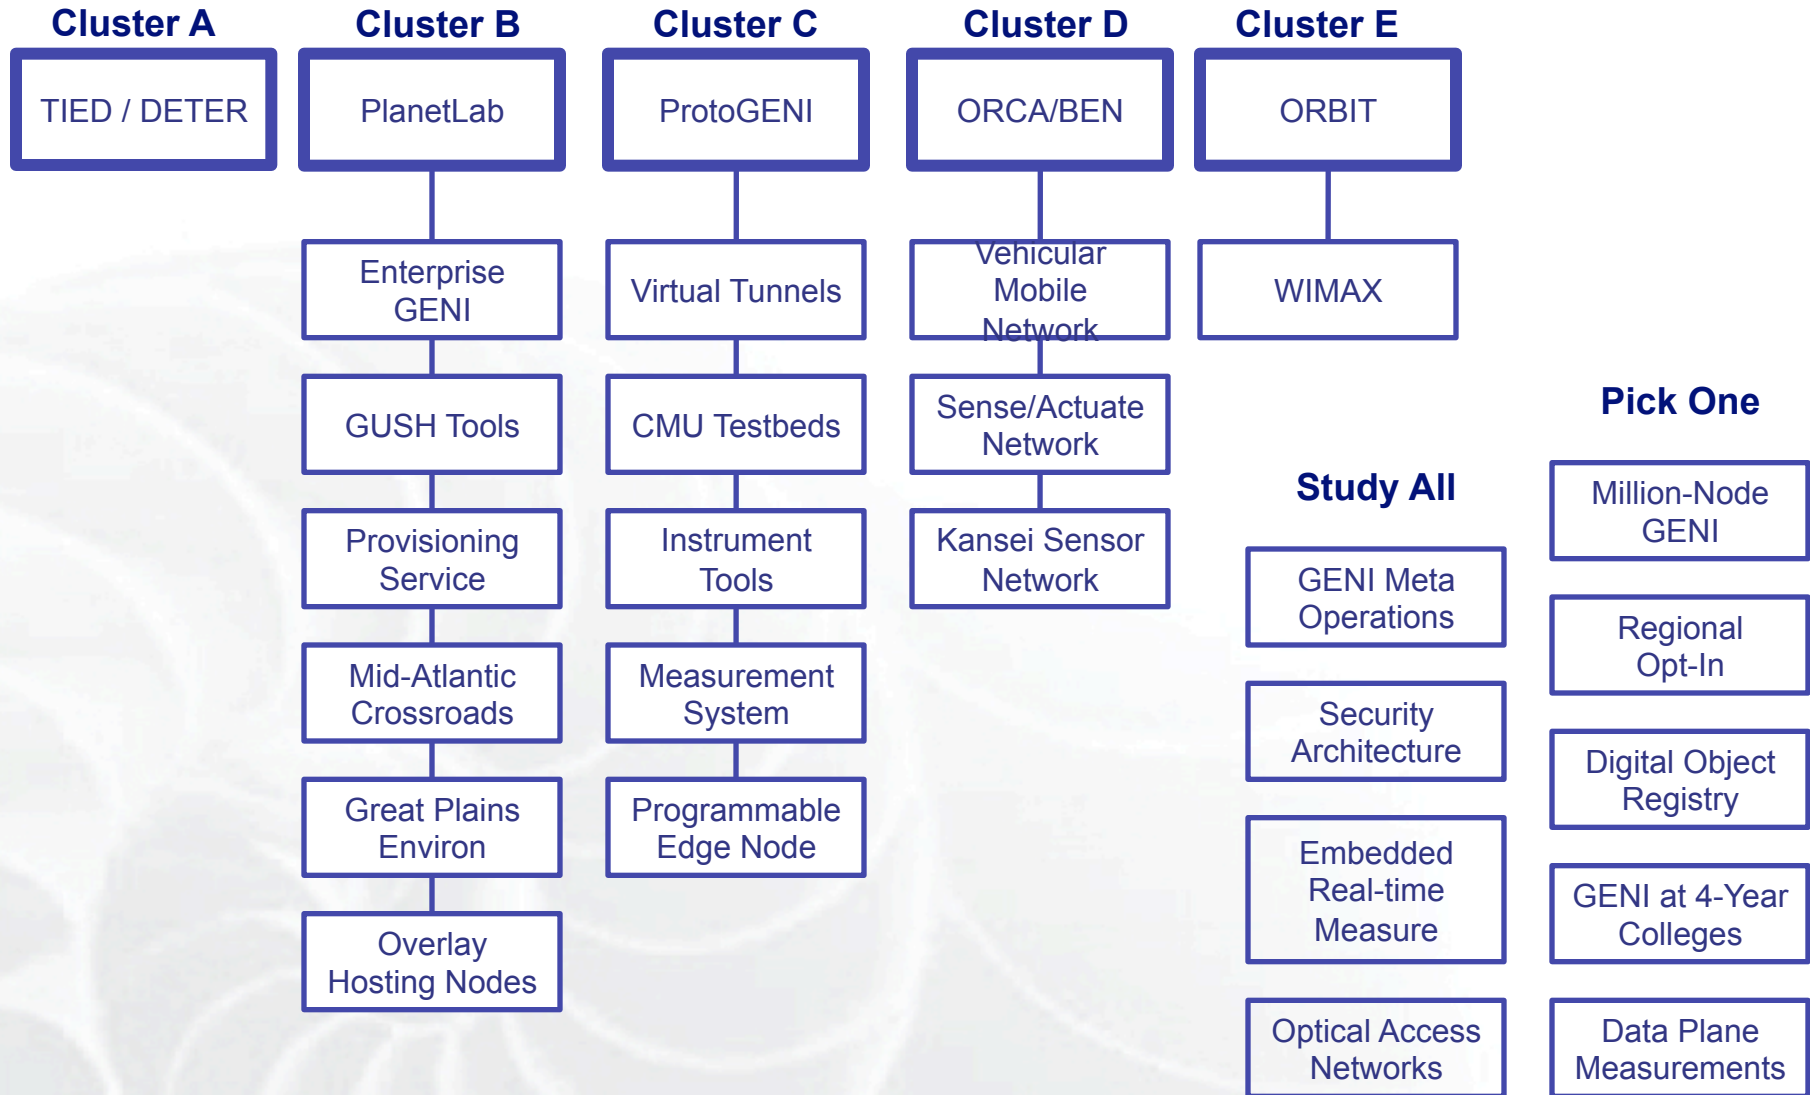 Cluster A
TIED / DETER
Cluster B
PlanetLab
Enterprise
GENI
GUSH Tools
Provisioning
Service
Mid-Atlantic
Crossroads
Great Plains
Environ
Overlay
Hosting Nodes
Cluster C
ProtoGENI
Virtual Tunnels
CMU Testbeds
Instrument
Tools
Measurement
System
Programmable
Edge Node
Cluster D
ORCA/BEN
Vehicular
Mobile
Network
Sense/Actuate
Network
Kansei Sensor
Network
Cluster E
ORBIT
WIMAX
Study All
GENI Meta
Operations
Security
Architecture
Embedded
Real-time
Measure
Optical Access
Networks
Pick One
Million-Node
GENI
Regional
Opt-In
Digital Object
Registry
GENI at 4-Year
Colleges
Data Plane
Measurements